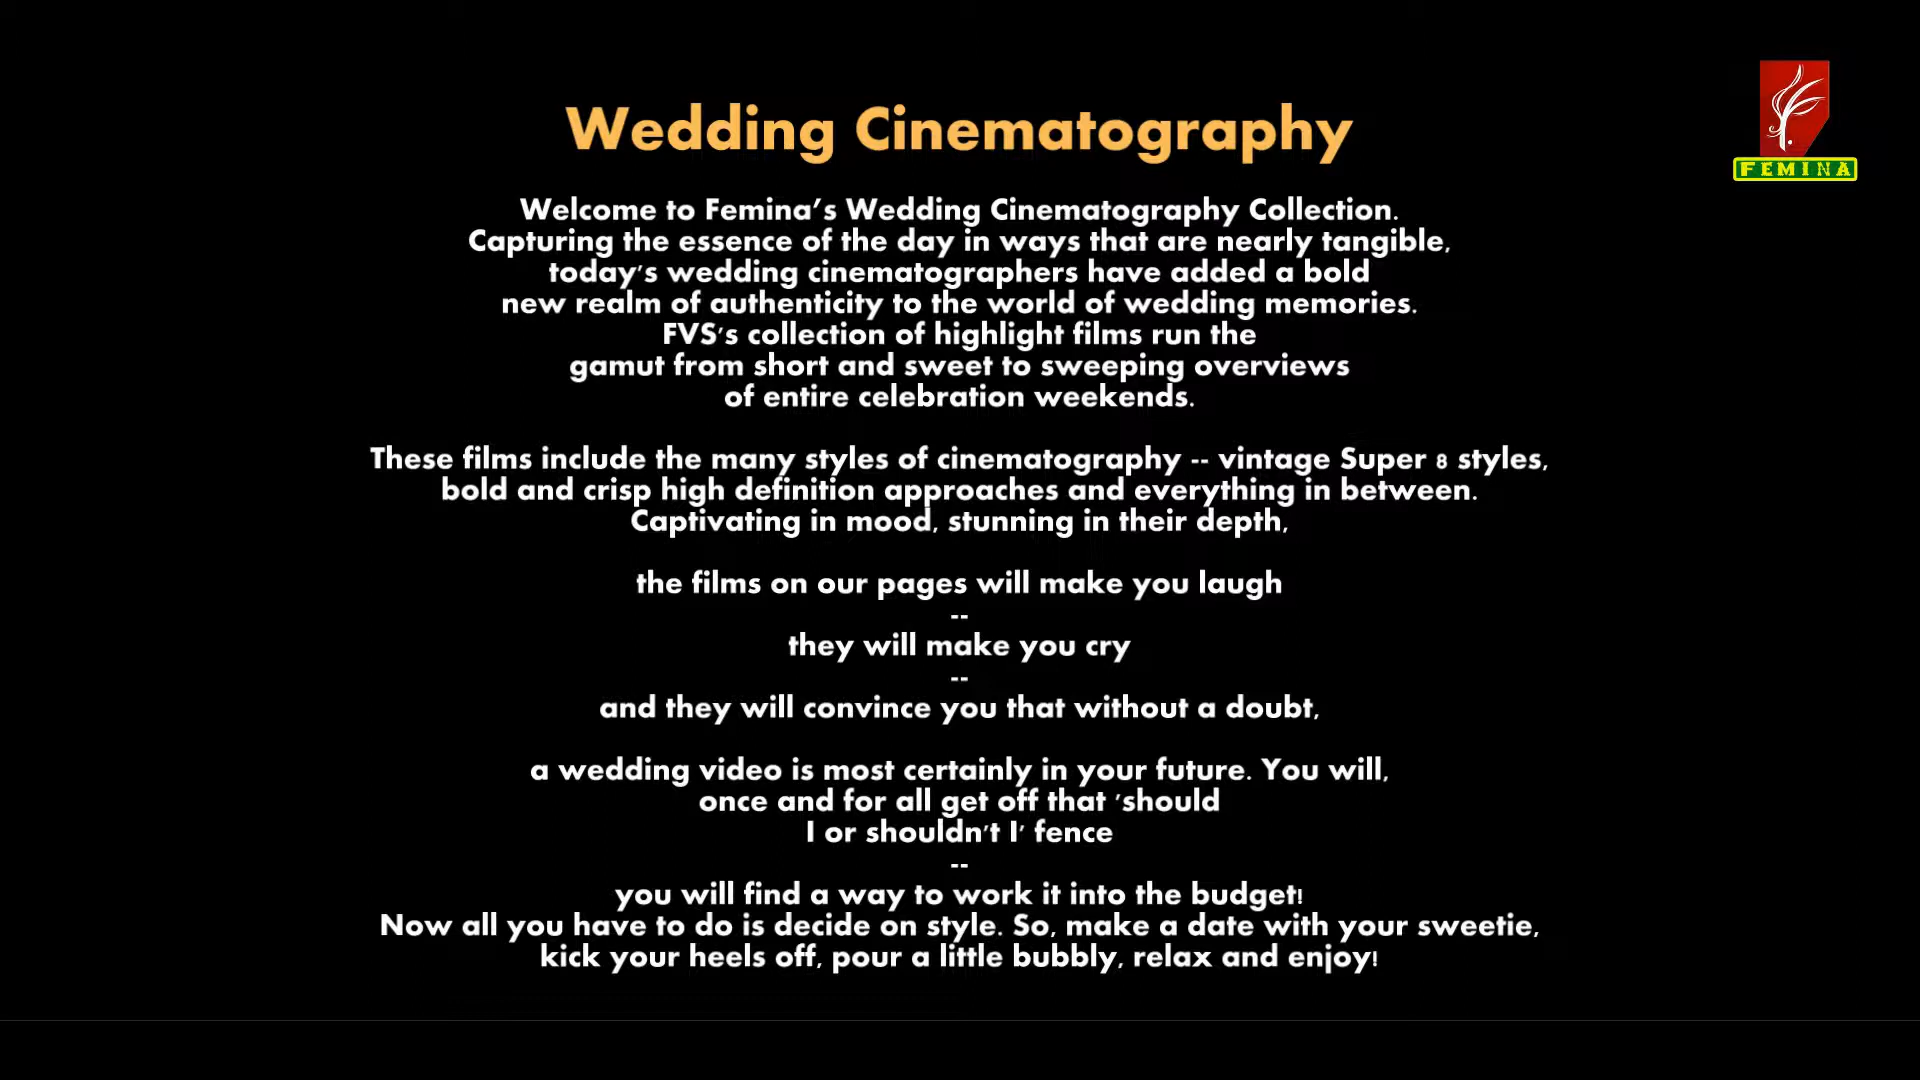 Wedding Cinematography
FEMINA
Welcome to Femina’s Wedding Cinematography Collection.
Capturing the essence of the day in ways that are nearly tangible,
today's wedding cinematographers have added a bold
new realm of authenticity to the world of wedding memories.
FVS's collection of highlight films run the
gamut from short and sweet to sweeping overviews
of entire celebration weekends.
These films include the many styles of cinematography -- vintage Super 8 styles,
bold and crisp high definition approaches and everything in between.
Captivating in mood, stunning in their depth,
the films on our pages will make you laugh
--
they will make you cry
--
and they will convince you that without a doubt,
a wedding video is most certainly in your future. You will,
once and for all get off that 'should
I or shouldn't I' fence
--
you will find a way to work it into the budget!
Now all you have to do is decide on style. So, make a date with your sweetie,
kick your heels off, pour a little bubbly, relax and enjoy!